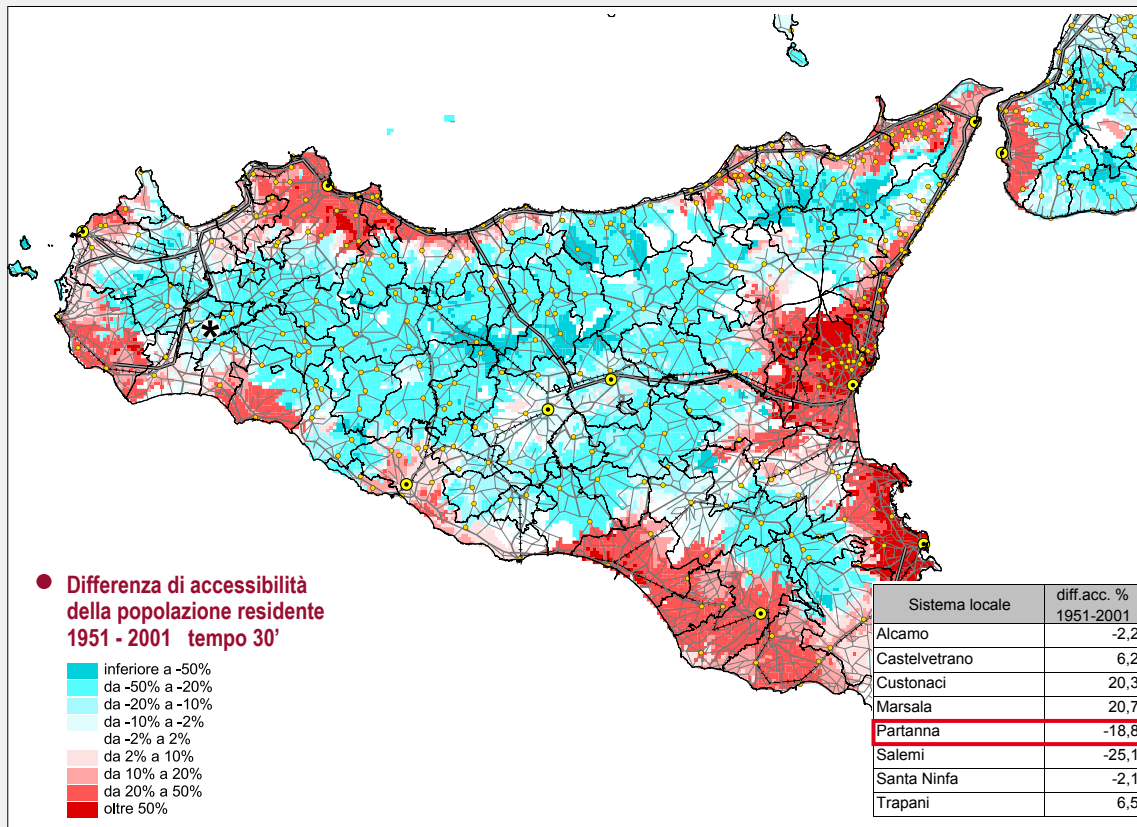 Differenza di accessibilità
della popolazione residente
1951 - 2001 tempo 30'
inferiore a -50%
da -50% a -20%
da -20% a -10%
da -10% a -2%
da -2% a 2%
da 2% a 10%
da 10% a 20%
da 20% a 50%
oltre 50%
Sistema locale diff.acc. % 1951-2001
Alcamo -2,2
Castelvetrano 6,2
Custonaci 20,3
Marsala 20,7
Partanna -18,8
Salemi -25,1
Santa Ninfa -2,1
Trapani 6,5
*